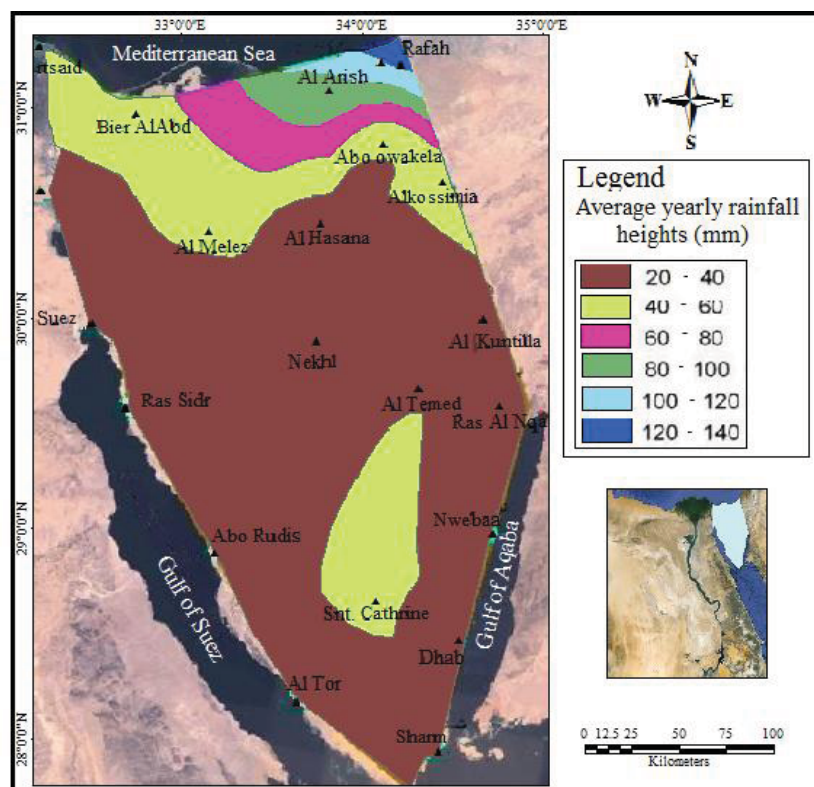 33°0'0"E
34°0'0"E
35°0'0"E
Mediterranean Sea
Rafah
rtsaid
Al Arish
31°0'0"N
Bier AlAbd
Abo owakela
Alkossimia
Al Melez
Al Hasana
30°0'0"N
Suez
Nekhl
Al Kuntilla
Ras Sidr
Al Temed
Ras Al Nqa
29°0'0"N
Nwebaa
Abo Rudis
Gulf of Aqaba
Gulf of Suez
Snt. Cathrine
Dhab
Al Tor
28°0'0"N
Sharm
N
W E
S
Legend
Average yearly rainfall
heights (mm)
20 - 40
40 - 60
60 - 80
80 - 100
100 - 120
120 - 140
0 12.5 25 50 75 100
Kilometers